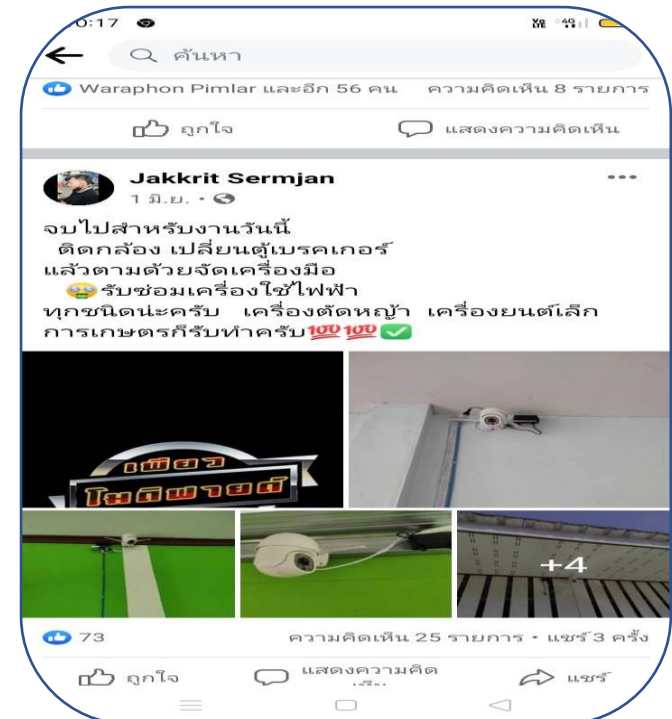 0:17
VoLTE 4G
ค้นหา
Waraphon Pimlar และอีก 56 คน ความคิดเห็น 8 รายการ
ถูกใจ แสดงความคิดเห็น
Jakkrit Sermjan
1 มิ.ย. •
จบไปสำหรับงานวันนี้
ติดกล้อง เปลี่ยนตู้เบรคเกอร์
แล้วตามด้วยจัดเครื่องมือ
รับซ่อมเครื่องใช้ไฟฟ้า
ทุกชนิดน่ะครับ เครื่องตัดหญ้า เครื่องยนต์เล็ก
การเกษตรก็รับทำครับ💯💯✅
เพียว
โมดิฟายด์
+4
73 ความคิดเห็น 25 รายการ • แชร์ 3 ครั้ง
ถูกใจ แสดงความคิด แชร์